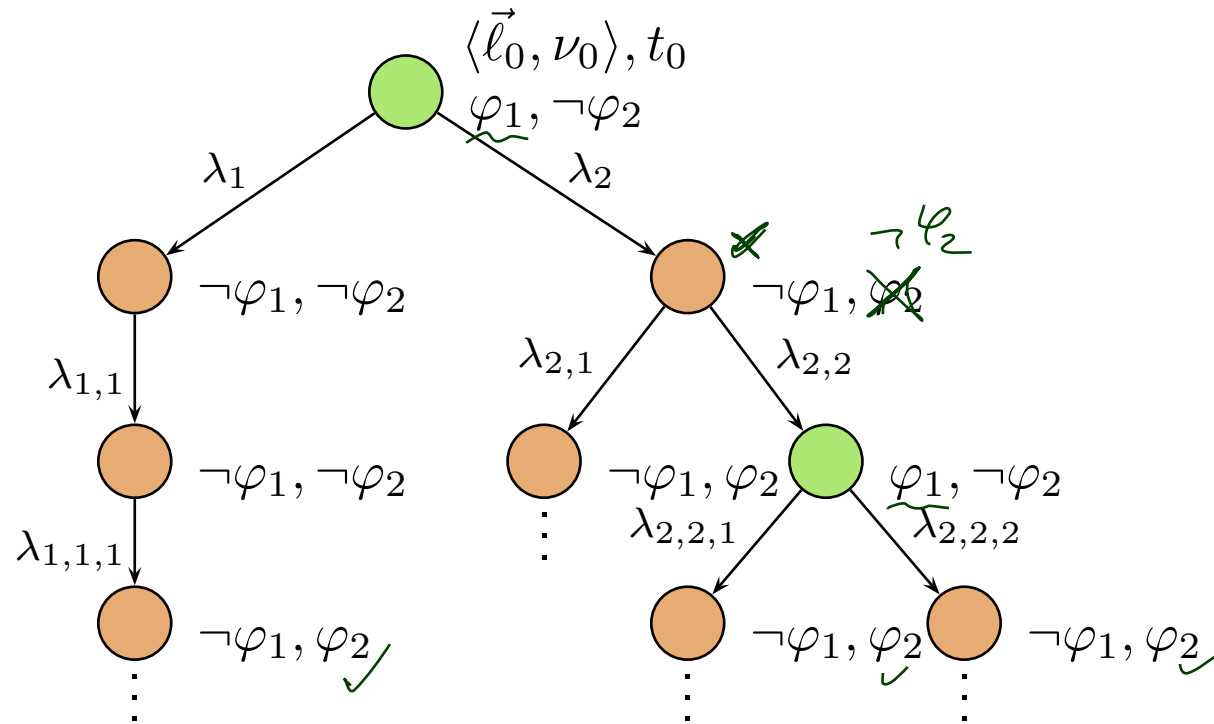 ⟨ℓ⃗₀, ν₀⟩, t₀
φ₁, ¬φ₂
λ₁
λ₂
¬φ₂
¬φ₁, ¬φ₂
¬φ₁, φ₂
λ₂,₁
λ₂,₂
λ₁,₁
¬φ₁, ¬φ₂
¬φ₁, φ₂
φ₁, ¬φ₂
λ₂,₂,₁
λ₂,₂,₂
λ₁,₁,₁
¬φ₁, φ₂
¬φ₁, φ₂
¬φ₁, φ₂